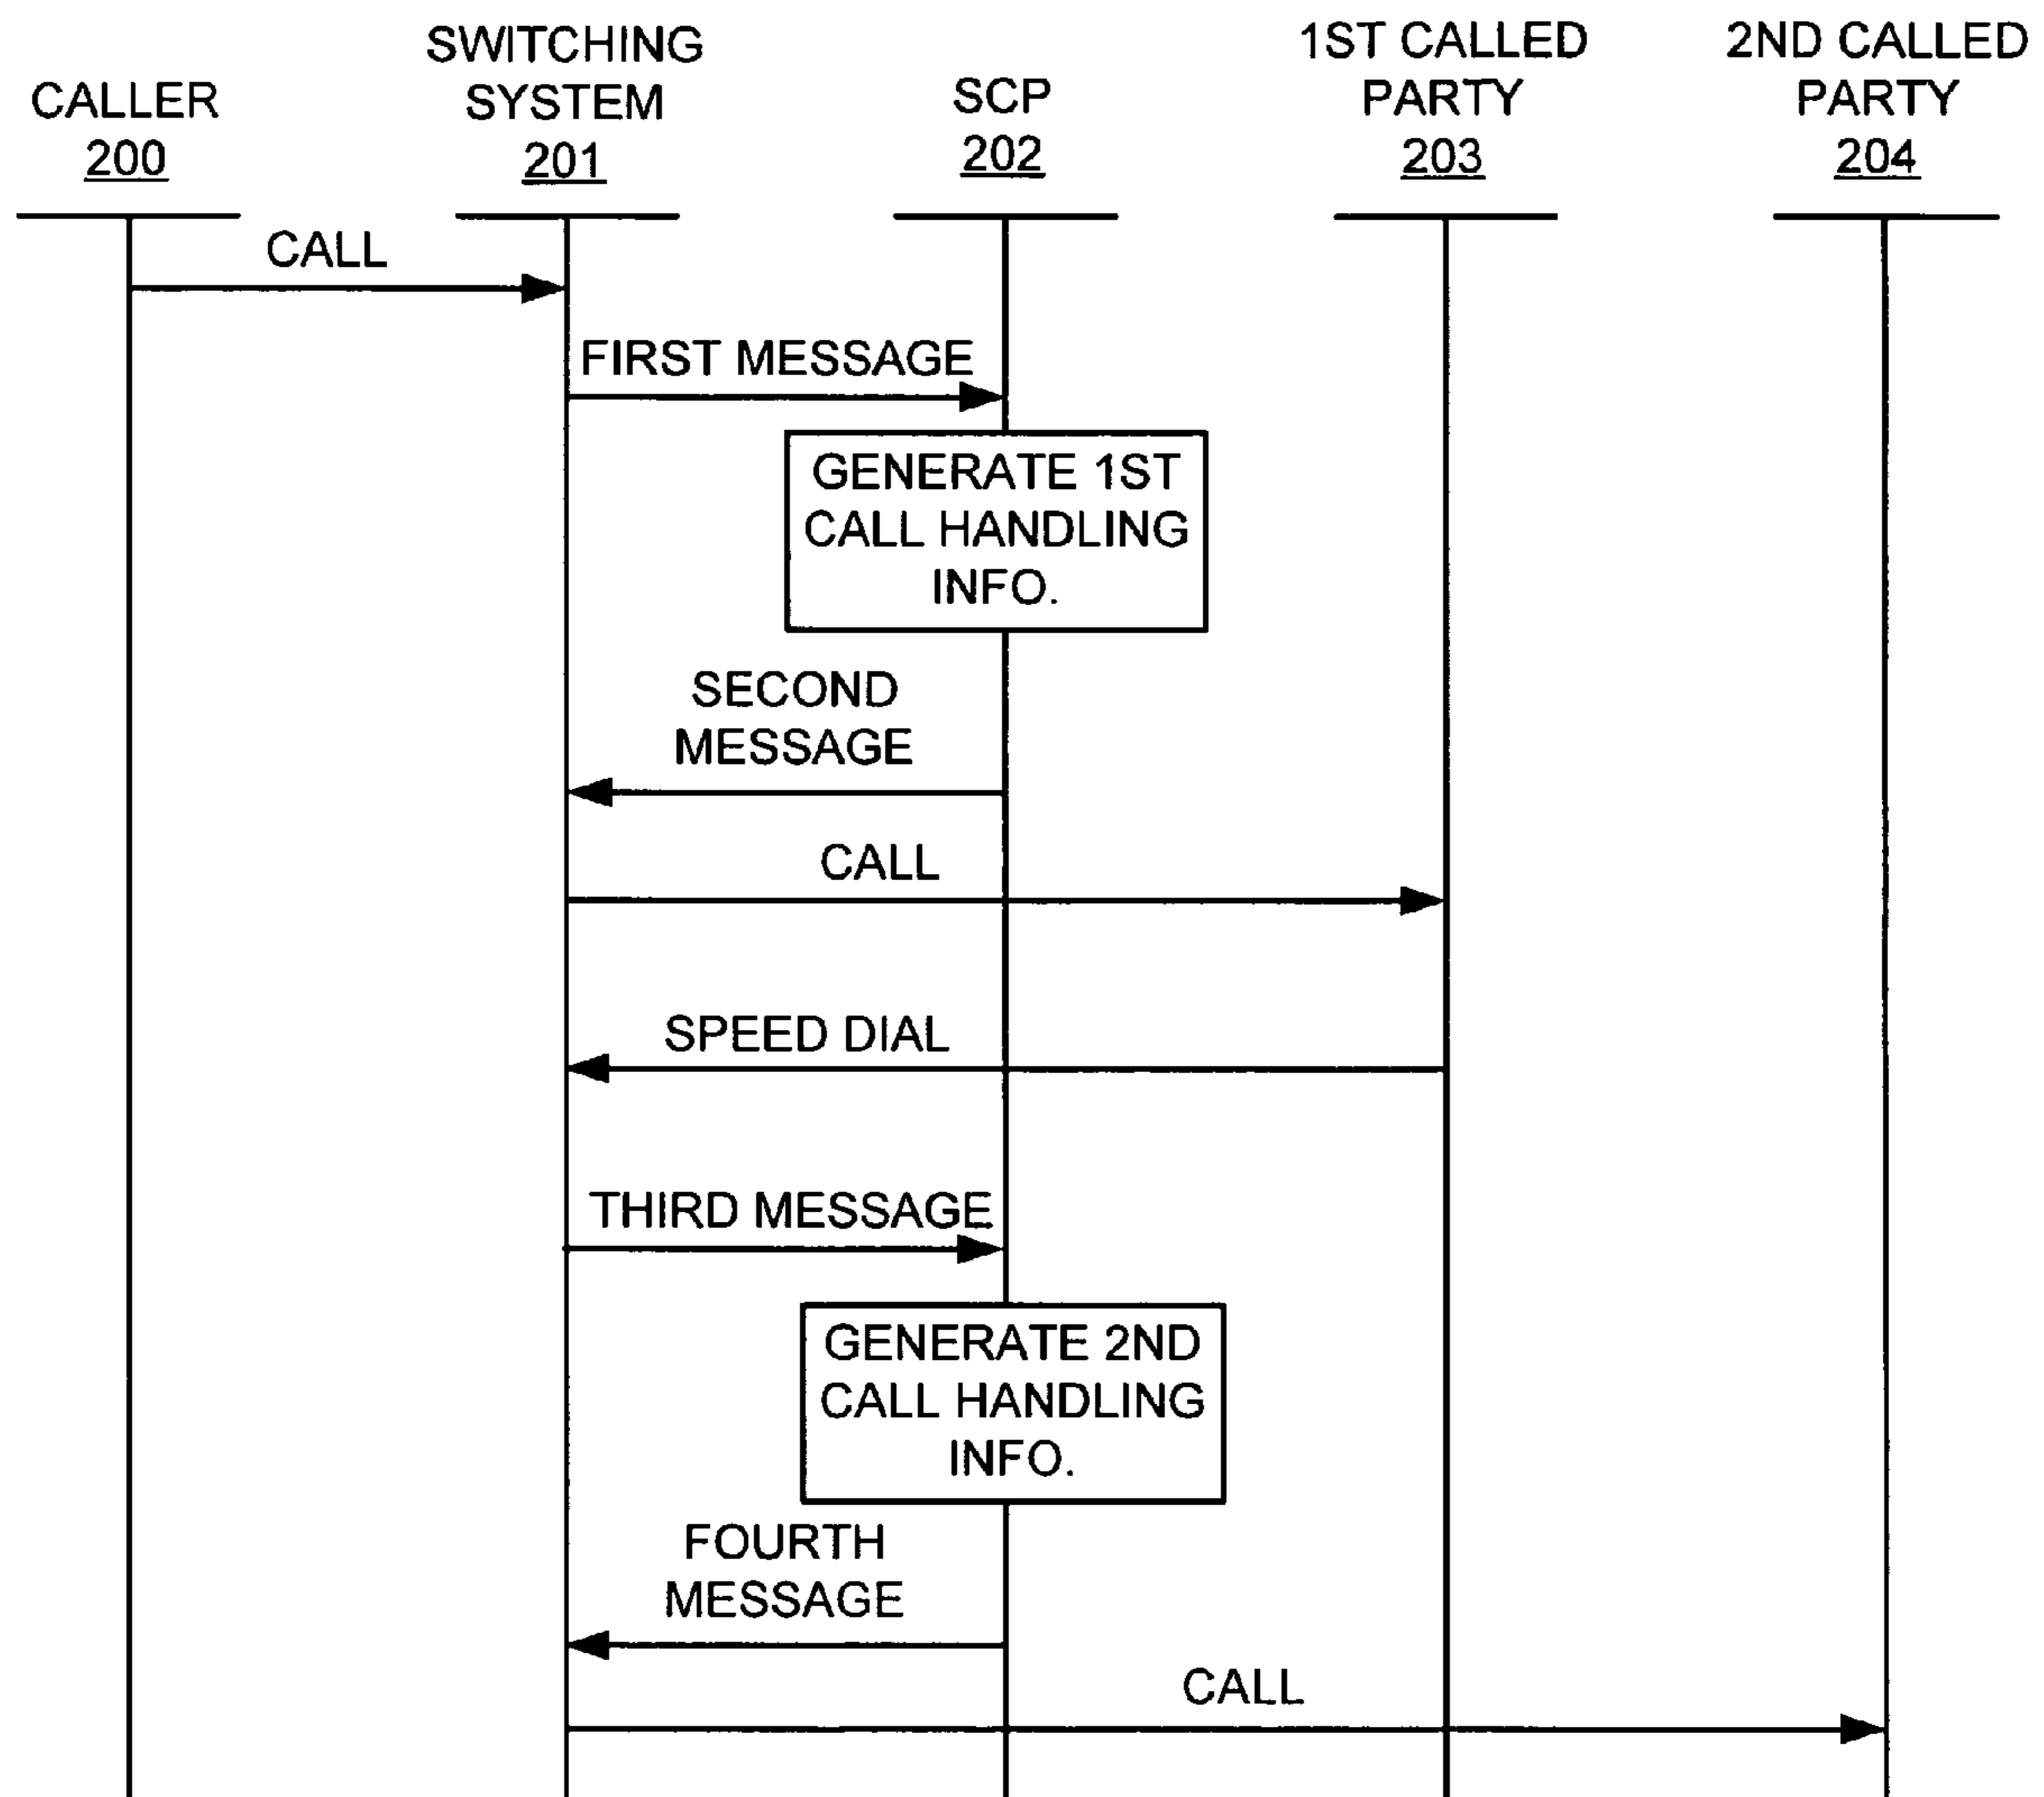 CALLER
200
SWITCHING
SYSTEM
201
SCP
202
1ST CALLED
PARTY
203
2ND CALLED
PARTY
204
CALL
FIRST MESSAGE
GENERATE 1ST
CALL HANDLING
INFO.
SECOND
MESSAGE
CALL
SPEED DIAL
THIRD MESSAGE
GENERATE 2ND
CALL HANDLING
INFO.
FOURTH
MESSAGE
CALL